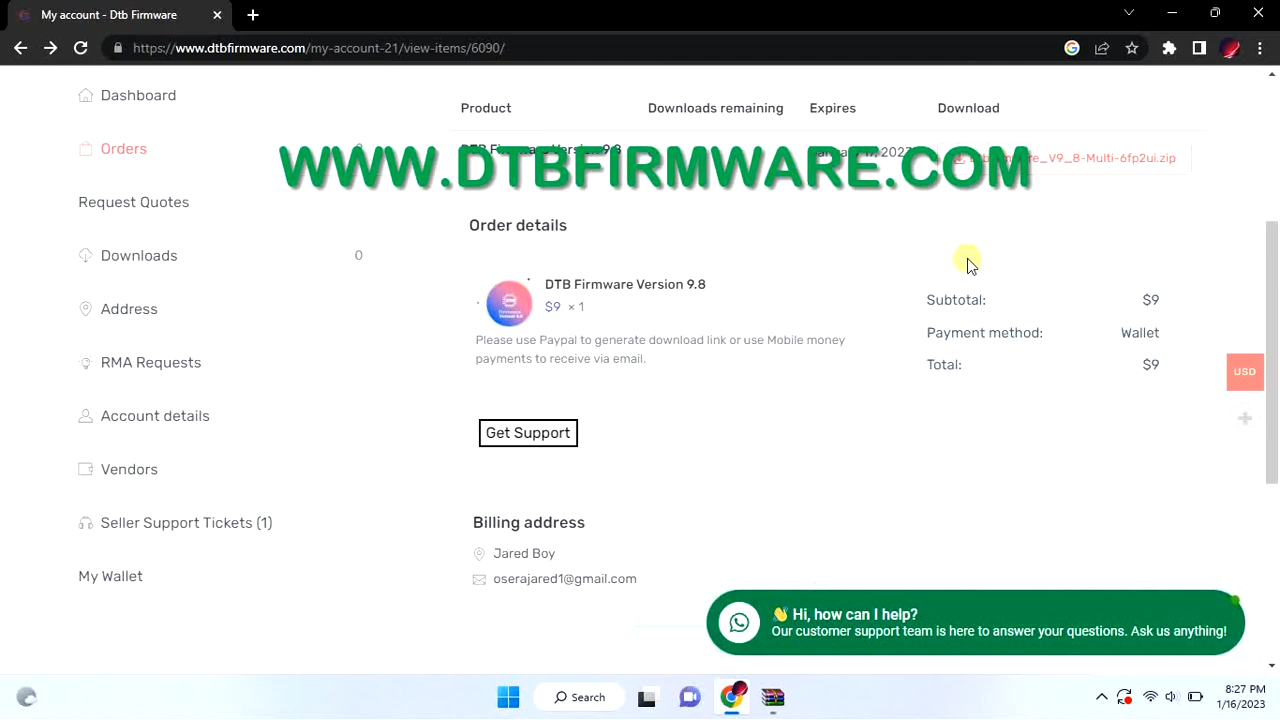 My account - DTB Firmware
https://www.dtbfirmware.com/my-account-21/view-items/6090/
Dashboard
Orders
Request Quotes
Downloads 0
Address
RMA Requests
Account details
Vendors
Seller Support Tickets (1)
My Wallet
Product Downloads remaining Expires Download
DTB Firmware Version 9.8
WWW.DTBFIRMWARE.COM
Order details
DTB Firmware Version 9.8
$9 × 1
Please use Paypal to generate download link or use Mobile money
payments to receive via email.
Subtotal: $9
Payment method: Wallet
Total: $9
USD
Get Support
Billing address
Jared Boy
oserajared1@gmail.com
👋 Hi, how can I help?
Our customer support team is here to answer your questions. Ask us anything!
Search
8:27 PM
1/16/2023